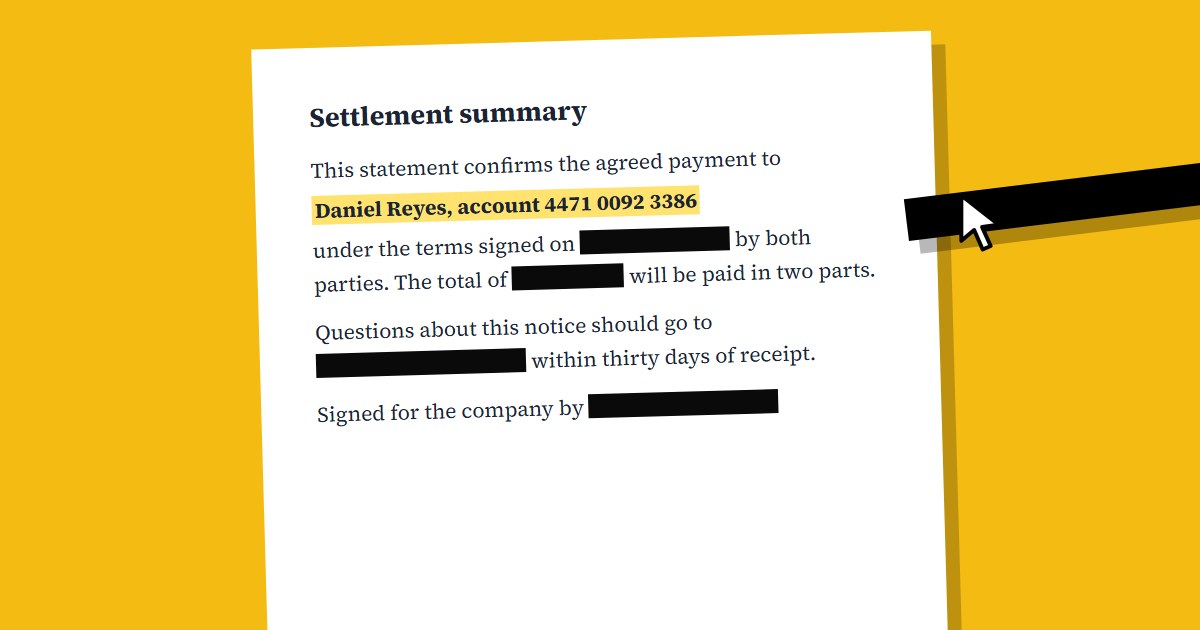 Settlement summary
This statement confirms the agreed payment to
Daniel Reyes, account 4471 0092 3386
under the terms signed on by both
parties. The total of will be paid in two parts.
Questions about this notice should go to
within thirty days of receipt.
Signed for the company by